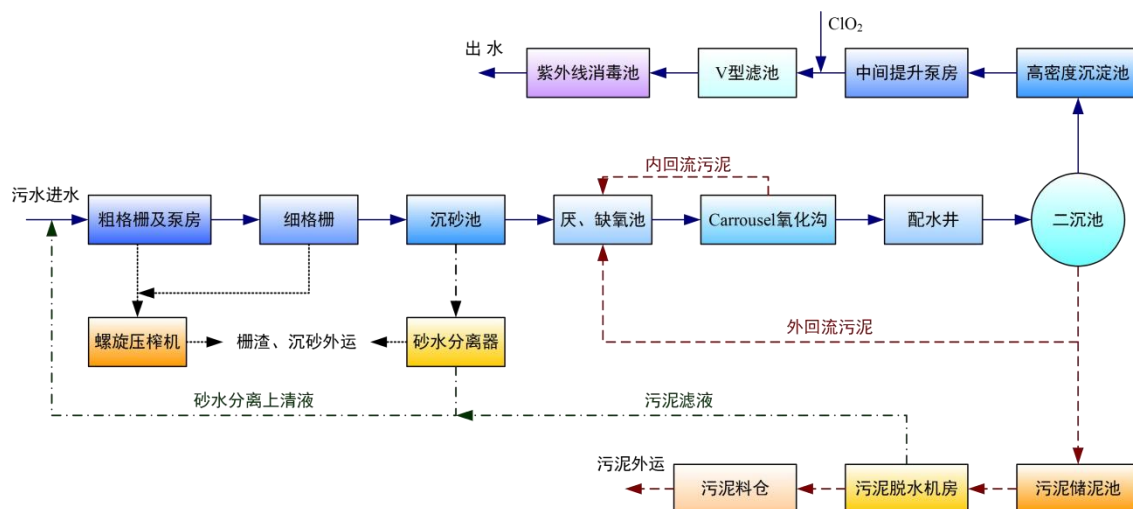 ClO₂
出 水
紫外线消毒池
V型滤池
中间提升泵房
高密度沉淀池
内回流污泥
污水进水
粗格栅及泵房
细格栅
沉砂池
厌、缺氧池
Carrousel氧化沟
配水井
二沉池
外回流污泥
螺旋压榨机
栅渣、沉砂外运
砂水分离器
砂水分离上清液
污泥滤液
污泥外运
污泥料仓
污泥脱水机房
污泥储泥池